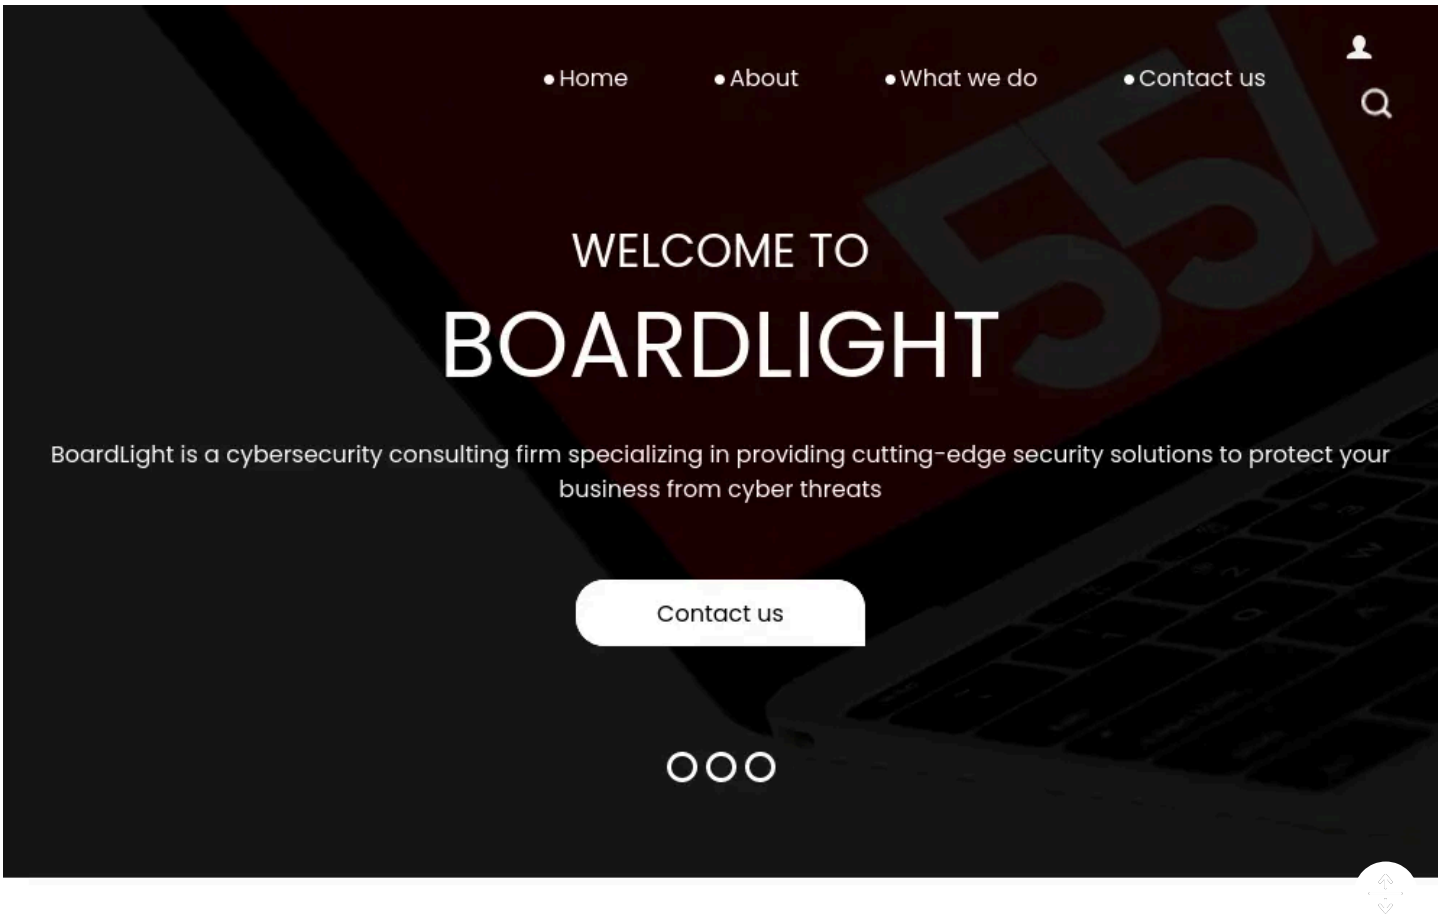 Home
About
What we do
Contact us
55/
WELCOME TO
BOARDLIGHT
BoardLight is a cybersecurity consulting firm specializing in providing cutting-edge security solutions to protect your
business from cyber threats
Contact us